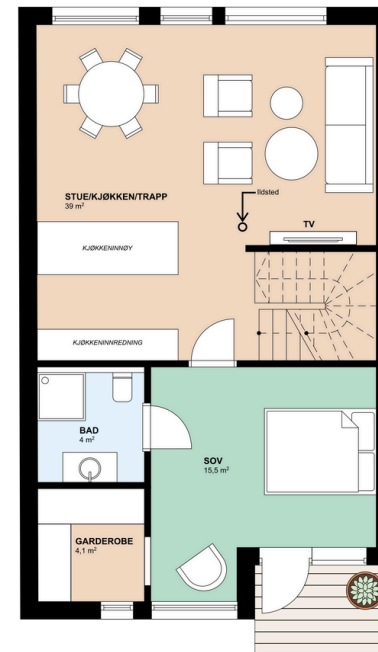 Ildsted
STUE/KJØKKEN/TRAPP
39 m²
TV
KJØKKENINNØY
KJØKKENINNREDNING
BAD
4 m²
SOV
15,5 m²
GARDEROBE
4,1 m²